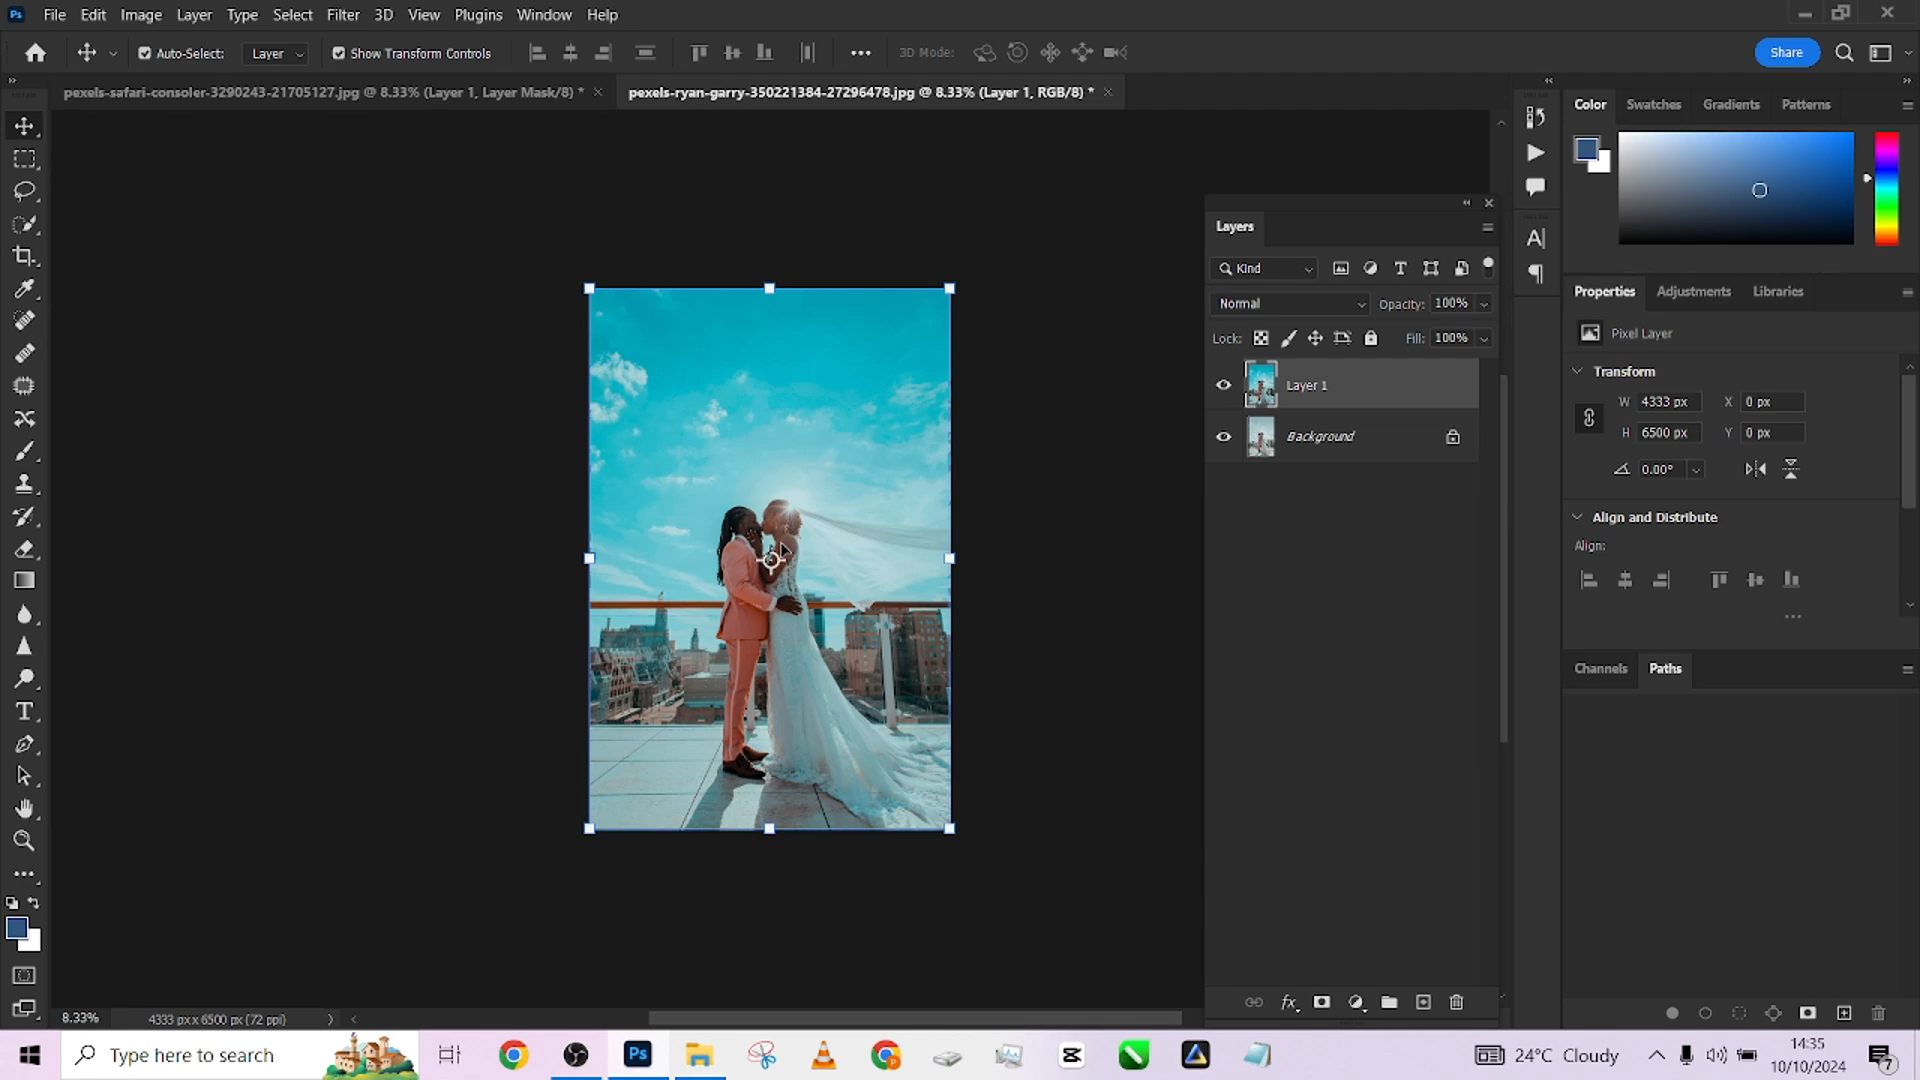 Ps File Edit Image Layer Type Select Filter 3D View Plugins Window Help
Auto-Select: Layer Show Transform Controls 3D Mode: Share
pexels-safari-consoler-3290243-21705127.jpg @ 8.33% (Layer 1, Layer Mask/8) *
pexels-ryan-garry-350221384-27296478.jpg @ 8.33% (Layer 1, RGB/8) *
Color Swatches Gradients Patterns
Layers
Kind
Normal Opacity: 100%
Lock: Fill: 100%
Layer 1
Background
Properties Adjustments Libraries
Pixel Layer
Transform
W 4333 px X 0 px
H 6500 px Y 0 px
0.00°
Align and Distribute
Align:
Channels Paths
8.33% 4333 px x 6500 px (72 ppi)
Type here to search
Ps
24°C Cloudy
14:35
10/10/2024
7